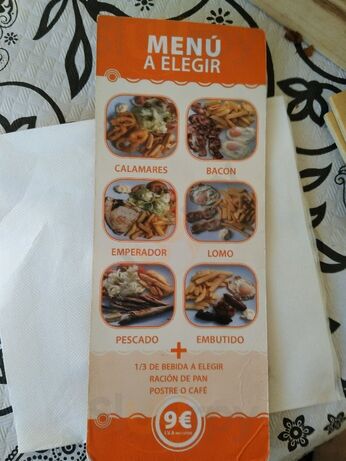 MENÚ
A ELEGIR
CALAMARES
BACON
EMPERADOR
LOMO
PESCADO
EMBUTIDO
+
1/3 DE BEBIDA A ELEGIR
RACIÓN DE PAN
POSTRE O CAFÉ
9€